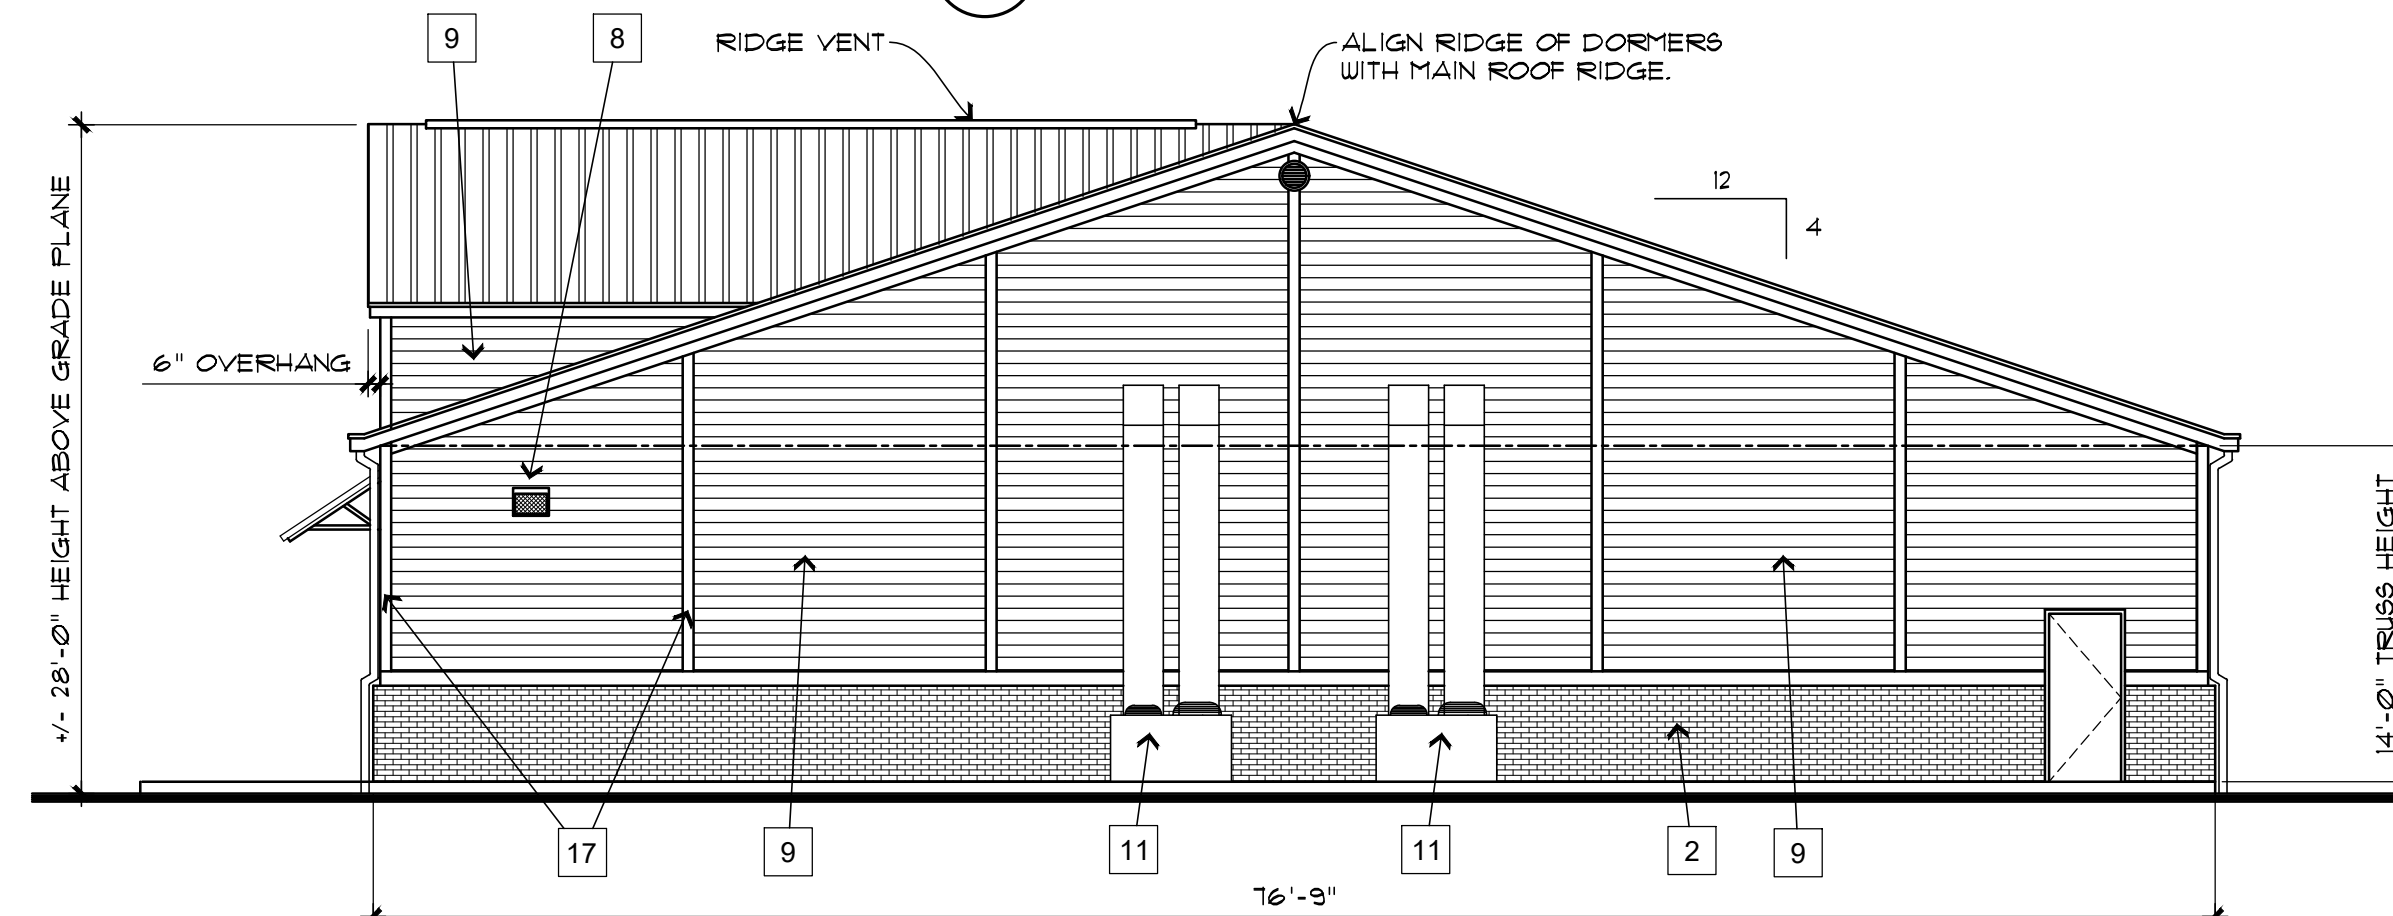 9
8
RIDGE VENT
ALIGN RIDGE OF DORMERS
WITH MAIN ROOF RIDGE.
12
4
+/- 28'-0" HEIGHT ABOVE GRADE PLANE
6" OVERHANG
14'-0" TRUSS HEIGHT
17
9
11
11
2
9
76'-9"